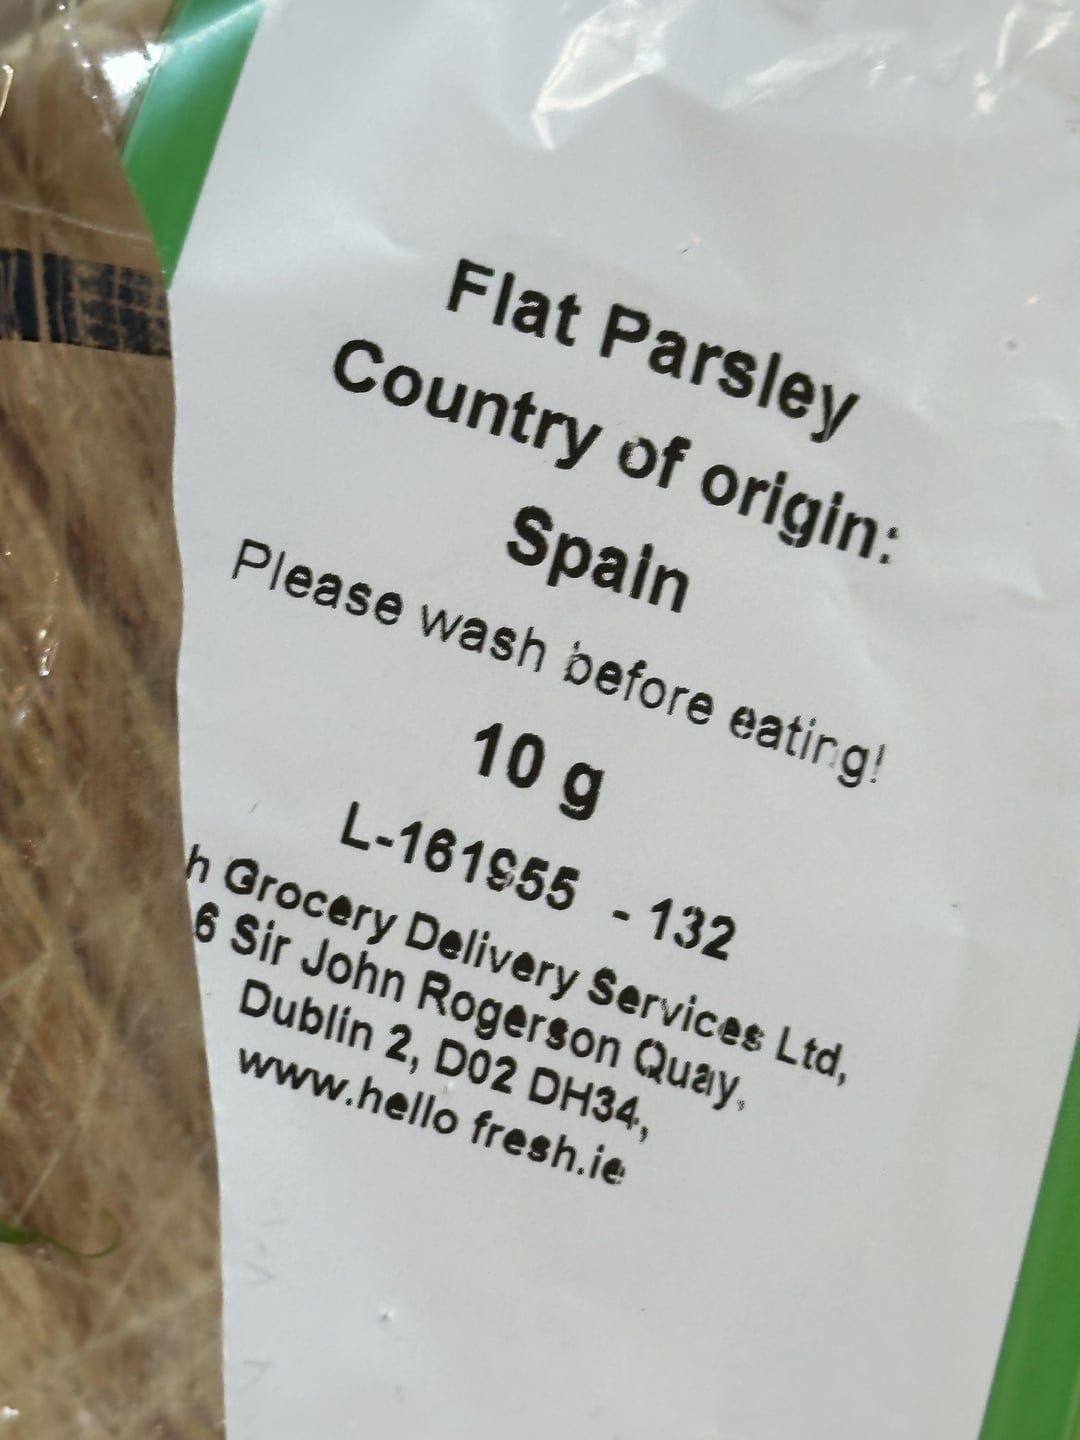 Flat Parsley
Country of origin:
Spain
Please wash before eating!
10 g
L-161955 - 132
h Grocery Delivery Services Ltd,
6 Sir John Rogerson Quay,
Dublin 2, D02 DH34,
www.hello fresh.ie